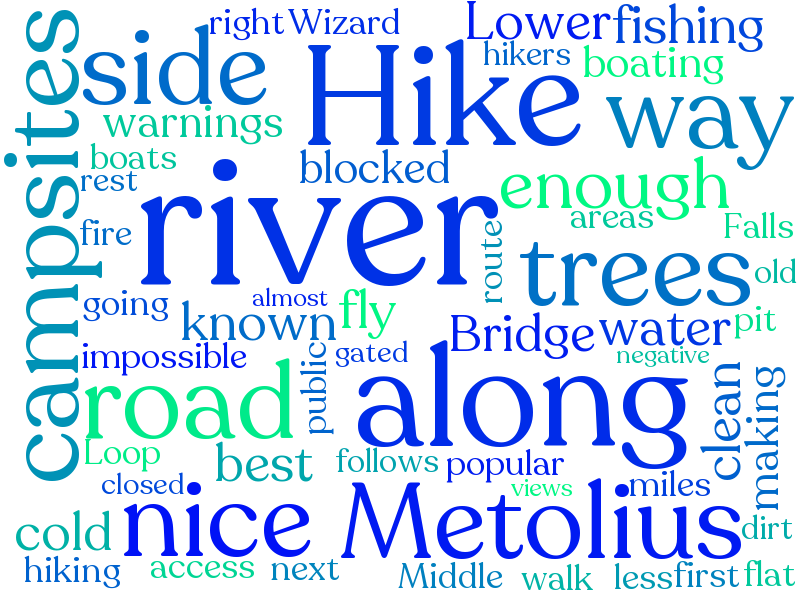 right
Wizard
Lower
fishing
side
Hike
hikers
boating
way
warnings
campsites
boats
blocked
enough
rest
areas
fire
river
route
Falls
trees
old
going
almost
known
fly
Bridge
water
pit
impossible
public
gated
negative
road
along
clean
making
Loop
best
follows
popular
closed
nice
Metolius
views
miles
cold
dirt
hiking
access
next
Middle
walk
less
first
flat